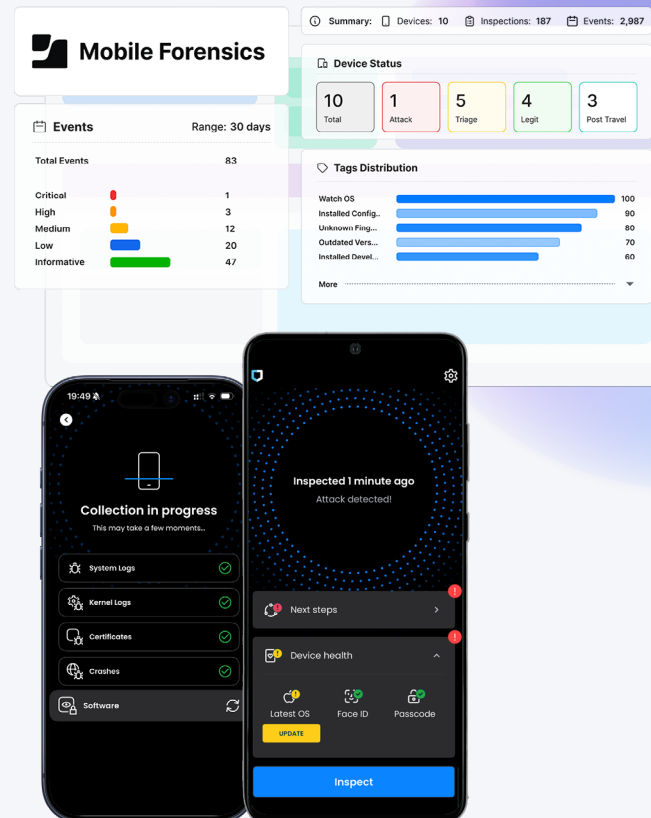 Summary: Devices: 10 Inspections: 187 Events: 2,987
Mobile Forensics
Device Status
10
Total
1
Attack
5
Triage
4
Legit
3
Post Travel
Events Range: 30 days
Total Events 83
Critical 1
High 3
Medium 12
Low 20
Informative 47
Tags Distribution
Watch OS 100
Installed Config.. 90
Unknown Fing... 80
Outdated Vers... 70
Installed Devel... 60
More
19:49
Collection in progress
This may take a few moments...
System Logs
Kernel Logs
Certificates
Crashes
Software
Inspected 1 minute ago
Attack detected!
Next steps
Device health
Latest OS Face ID Passcode
UPDATE
Inspect